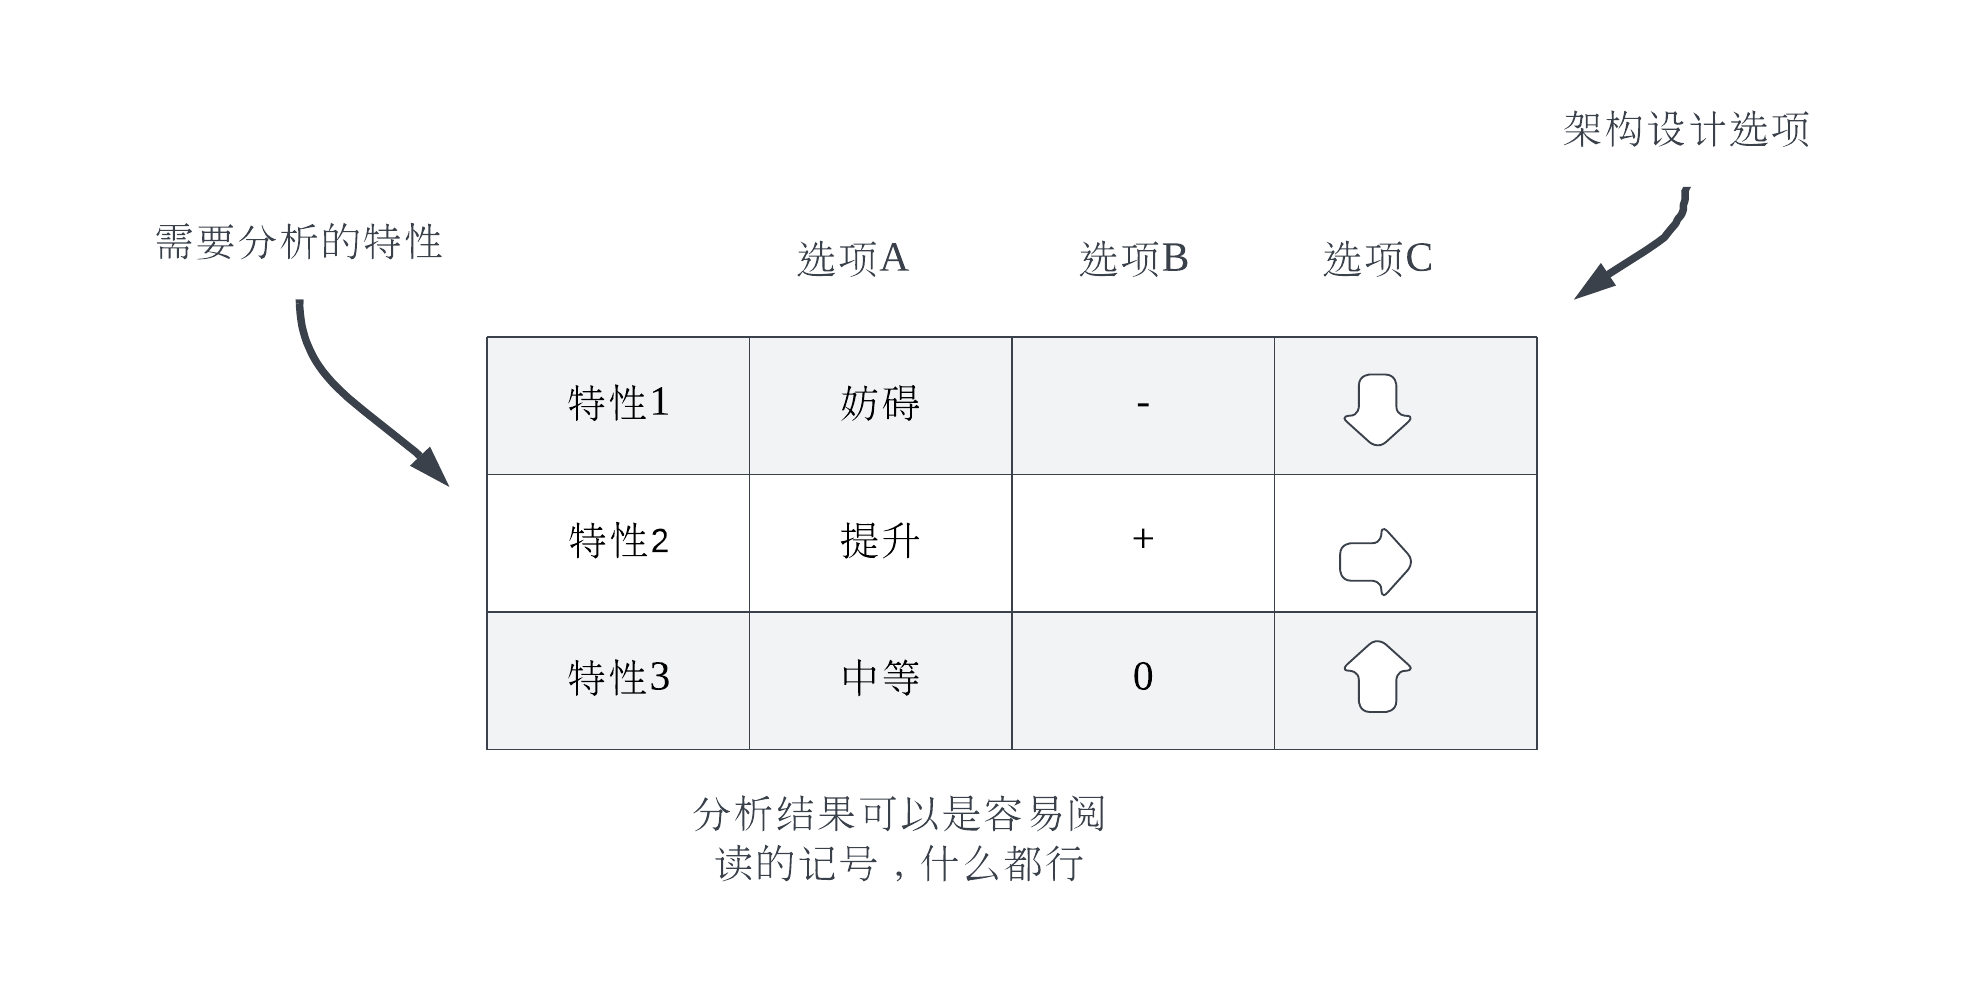 架构设计选项
需要分析的特性
选项A 选项B 选项C
特性1 妨碍 -
特性2 提升 +
特性3 中等 0
分析结果可以是容易阅
读的记号，什么都行